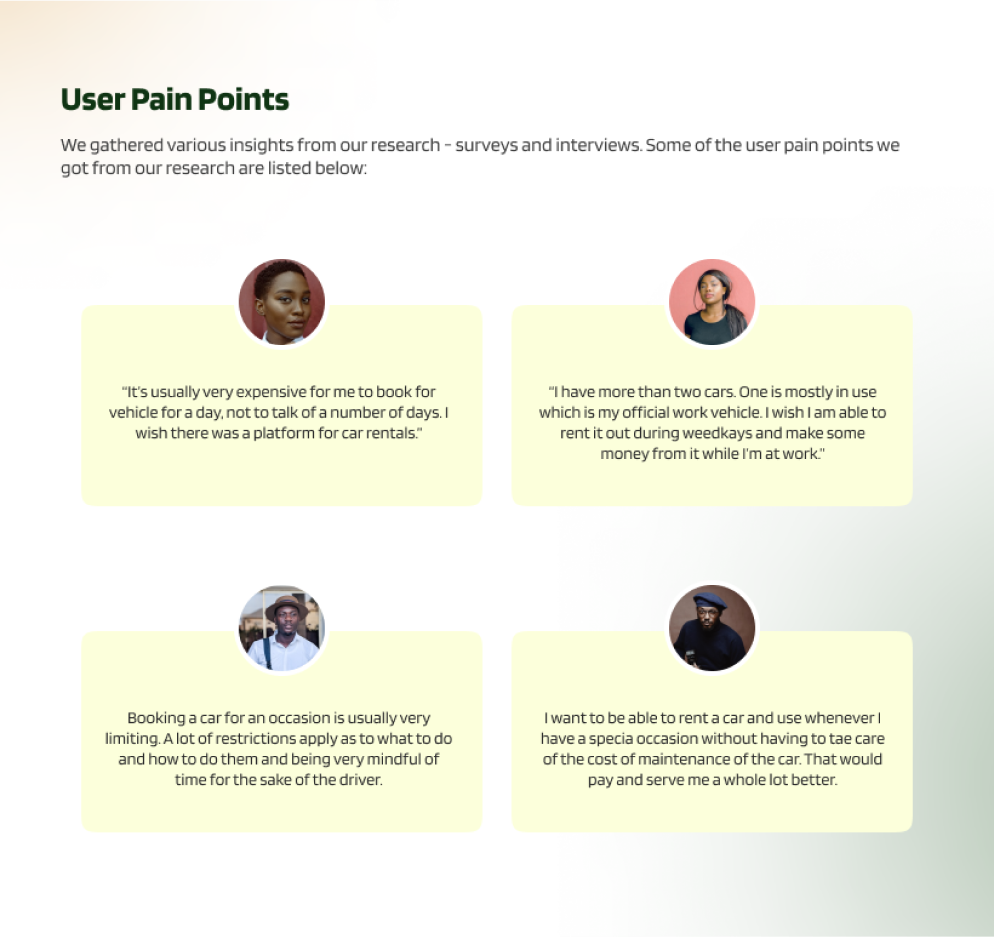 User Pain Points
We gathered various insights from our research - surveys and interviews. Some of the user pain points we
got from our research are listed below:
“It’s usually very expensive for me to book for
vehicle for a day, not to talk of a number of days. I
wish there was a platform for car rentals.”
“I have more than two cars. One is mostly in use
which is my official work vehicle. I wish I am able to
rent it out during weedkays and make some
money from it while I’m at work.”
Booking a car for an occasion is usually very
limiting. A lot of restrictions apply as to what to do
and how to do them and being very mindful of
time for the sake of the driver.
I want to be able to rent a car and use whenever I
have a specia occasion without having to tae care
of the cost of maintenance of the car. That would
pay and serve me a whole lot better.